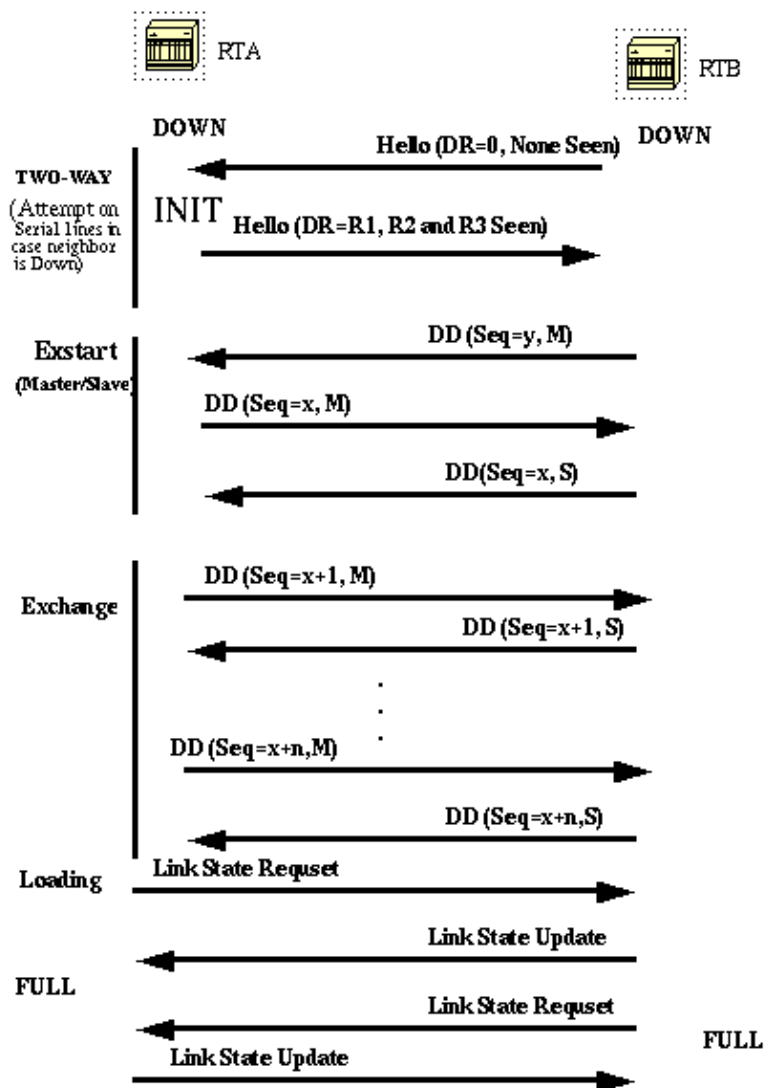 RTA
RTB
DOWN
DOWN
Hello (DR=0, None Seen)
TWO-WAY
(Attempt on
Serial lines in
case neighbor
is Down)
INIT
Hello (DR=R1, R2 and R3 Seen)
DD (Seq=y, M)
Exstart
(Master/Slave)
DD (Seq=x, M)
DD(Seq=x, S)
DD (Seq=x+1, M)
Exchange
DD (Seq=x+1, S)
.
.
.
DD (Seq=x+n,M)
DD (Seq=x+n,S)
Link State Requset
Loading
Link State Update
FULL
Link State Requset
FULL
Link State Update